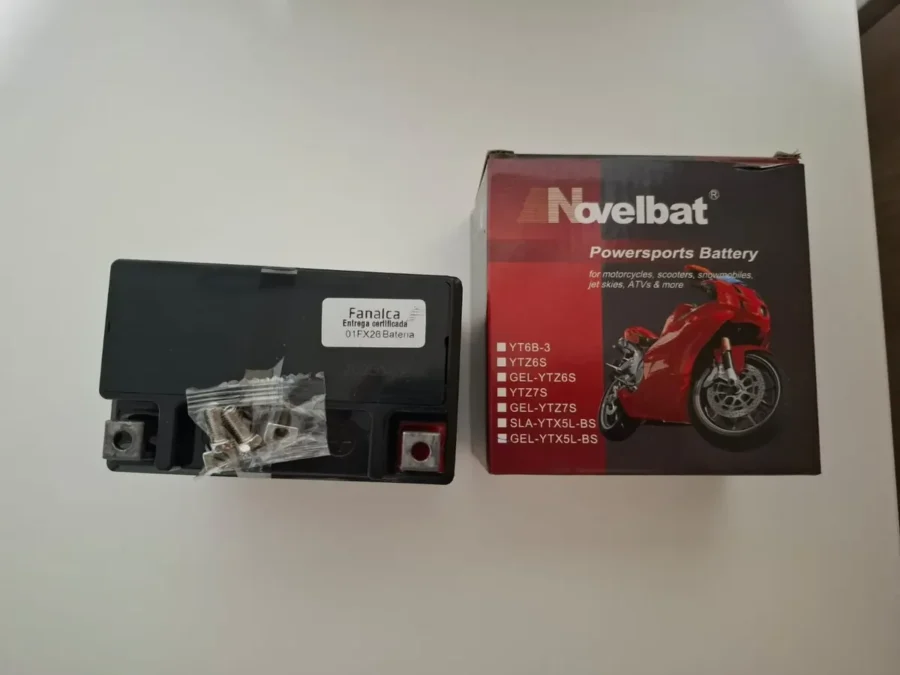 Fanalca
Entrega certificada
01FX26 Bateria
Novelbat®
Powersports Battery
for motorcycles, scooters, snowmobiles,
jet skies, ATVs & more
YT6B-3
YTZ6S
GEL-YTZ6S
YTZ7S
GEL-YTZ7S
SLA-YTX5L-BS
GEL-YTX5L-BS